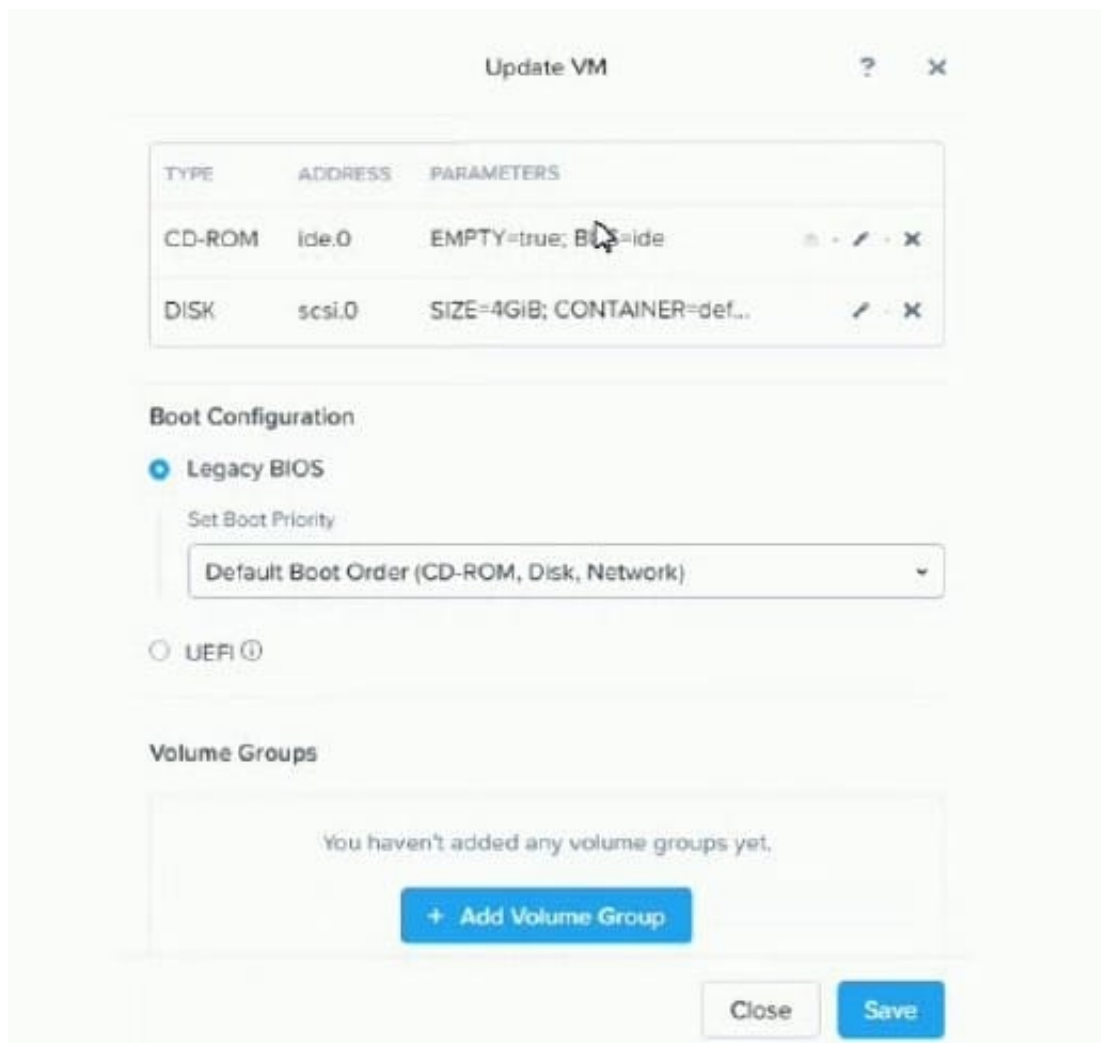 Update VM ? ×
TYPE ADDRESS PARAMETERS
CD-ROM ide.0 EMPTY=true; BUS=ide
DISK scsi.0 SIZE=4GiB; CONTAINER=def...
Boot Configuration
Legacy BIOS
Set Boot Priority
Default Boot Order (CD-ROM, Disk, Network)
UEFI
Volume Groups
You haven't added any volume groups yet.
+ Add Volume Group
Close Save